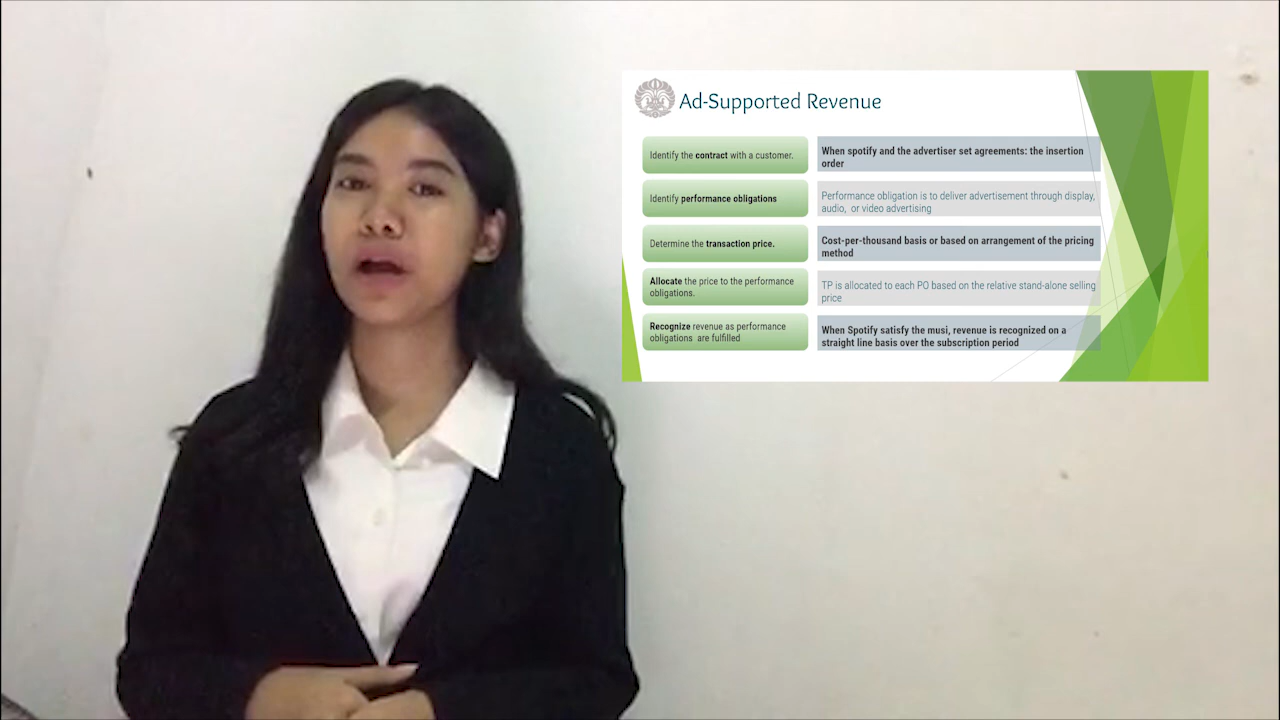 Ad-Supported Revenue
Identify the contract with a customer.
When spotify and the advertiser set agreements: the insertion
order
Identify performance obligations
Performance obligation is to deliver advertisement through display,
audio, or video advertising
Determine the transaction price.
Cost-per-thousand basis or based on arrangement of the pricing
method
Allocate the price to the performance
obligations.
TP is allocated to each PO based on the relative stand-alone selling
price
Recognize revenue as performance
obligations are fulfilled
When Spotify satisfy the musi, revenue is recognized on a
straight line basis over the subscription period